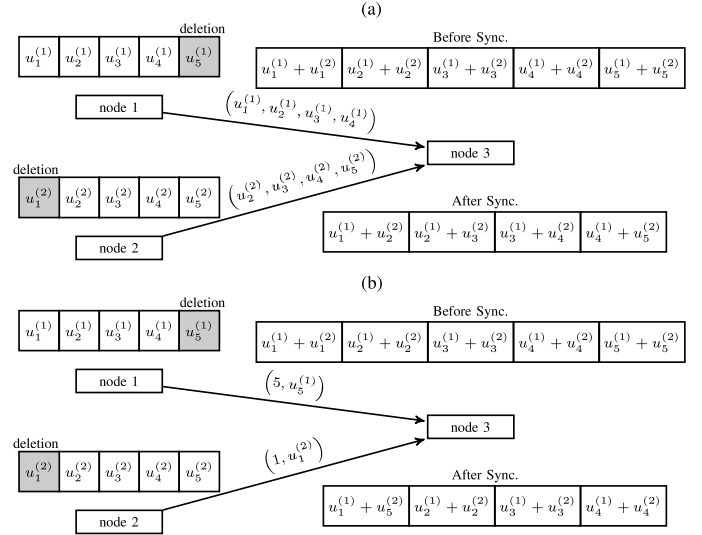 (a)
deletion
u_1^{(1)} u_2^{(1)} u_3^{(1)} u_4^{(1)} u_5^{(1)}
Before Sync.
u_1^{(1)} + u_1^{(2)} u_2^{(1)} + u_2^{(2)} u_3^{(1)} + u_3^{(2)} u_4^{(1)} + u_4^{(2)} u_5^{(1)} + u_5^{(2)}
node 1
(u_1^{(1)}, u_2^{(1)}, u_3^{(1)}, u_4^{(1)})
node 3
deletion
u_1^{(2)} u_2^{(2)} u_3^{(2)} u_4^{(2)} u_5^{(2)}
(u_2^{(2)}, u_3^{(2)}, u_4^{(2)}, u_5^{(2)})
node 2
After Sync.
u_1^{(1)} + u_2^{(2)} u_2^{(1)} + u_3^{(2)} u_3^{(1)} + u_4^{(2)} u_4^{(1)} + u_5^{(2)}
(b)
deletion
u_1^{(1)} u_2^{(1)} u_3^{(1)} u_4^{(1)} u_5^{(1)}
Before Sync.
u_1^{(1)} + u_1^{(2)} u_2^{(1)} + u_2^{(2)} u_3^{(1)} + u_3^{(2)} u_4^{(1)} + u_4^{(2)} u_5^{(1)} + u_5^{(2)}
node 1
(5, u_5^{(1)})
node 3
deletion
u_1^{(2)} u_2^{(2)} u_3^{(2)} u_4^{(2)} u_5^{(2)}
(1, u_1^{(2)})
node 2
After Sync.
u_1^{(1)} + u_5^{(2)} u_2^{(1)} + u_2^{(2)} u_3^{(1)} + u_3^{(2)} u_4^{(1)} + u_4^{(2)}